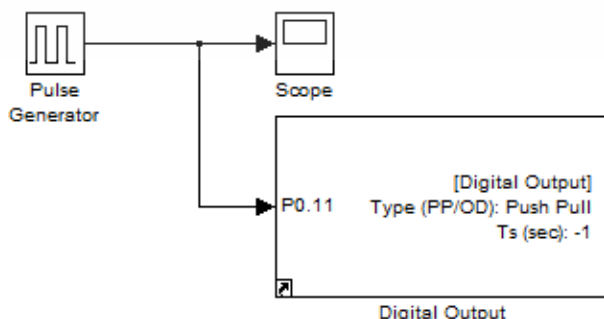 Pulse
Generator
Scope
[Digital Output]
P0.11
Type (PP/OD): Push Pull
Ts (sec): -1
Digital Output